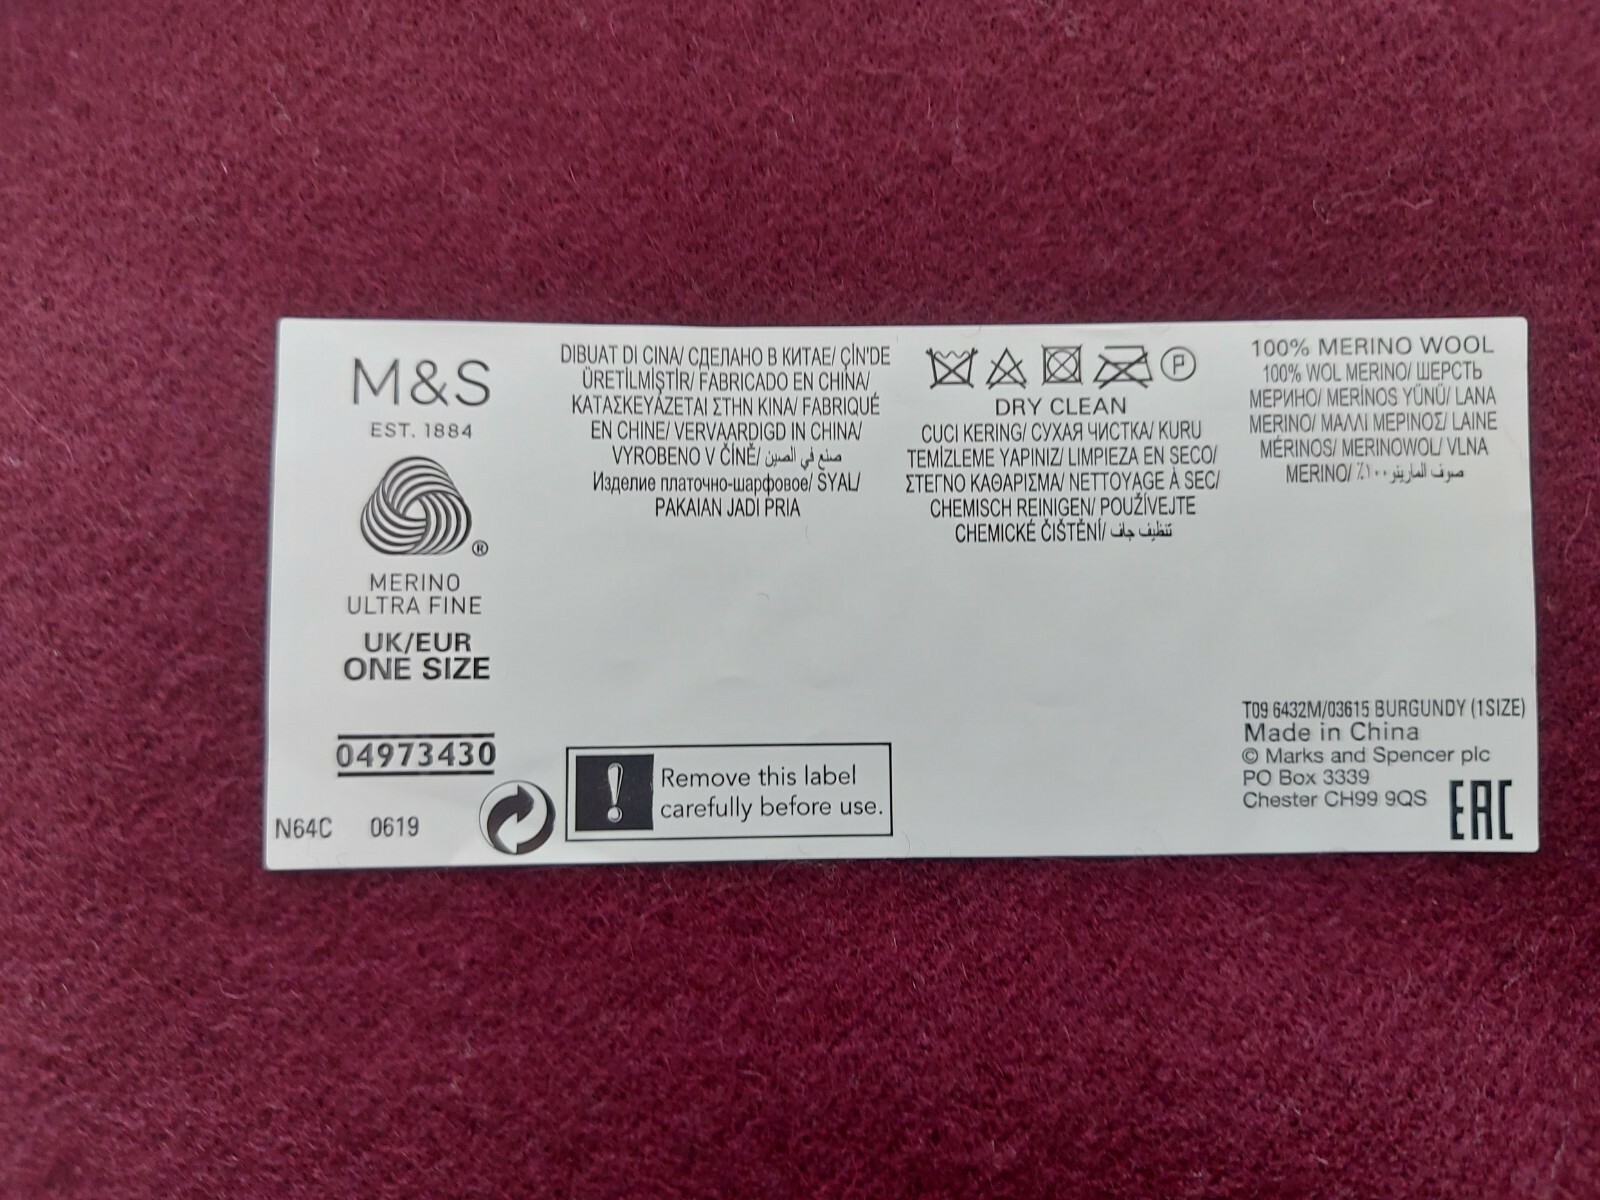 M&S
EST. 1884
®
MERINO
ULTRA FINE
UK/EUR
ONE SIZE
04973430
N64C 0619
DIBUAT DI CINA/ СДЕЛАНО В КИТАЕ/ ÇİN'DE
ÜRETİLMİŞTİR/ FABRICADO EN CHINA/
ΚΑΤΑΣΚΕΥΑΖΕΤΑΙ ΣΤΗΝ ΚΙΝΑ/ FABRIQUÉ
EN CHINE/ VERVAARDIGD IN CHINA/
VYROBENO V ČÍNĚ/ صنع في الصين
Изделие платочно-шарфовое/ SYAL/
PAKAIAN JADI PRIA
! Remove this label
carefully before use.
P
DRY CLEAN
CUCI KERING/ СУХАЯ ЧИСТКА/ KURU
TEMİZLEME YAPINIZ/ LIMPIEZA EN SECO/
ΣΤΕΓΝΟ ΚΑΘΑΡΙΣΜΑ/ NETTOYAGE À SEC/
CHEMISCH REINIGEN/ POUŽÍVEJTE
CHEMICKÉ ČIŠTĚNÍ/ تنظيف جاف
100% MERINO WOOL
100% WOL MERINO/ ШЕРСТЬ
МЕРИНО/ MERİNOS YÜNÜ/ LANA
MERINO/ ΜΑΛΛΙ ΜΕΡΙΝΟΣ/ LAINE
MÉRINOS/ MERINOWOL/ VLNA
MERINO/ صوف المارينو ١٠٠٪
T09 6432M/03615 BURGUNDY (1SIZE)
Made in China
© Marks and Spencer plc
PO Box 3339
Chester CH99 9QS
EAC